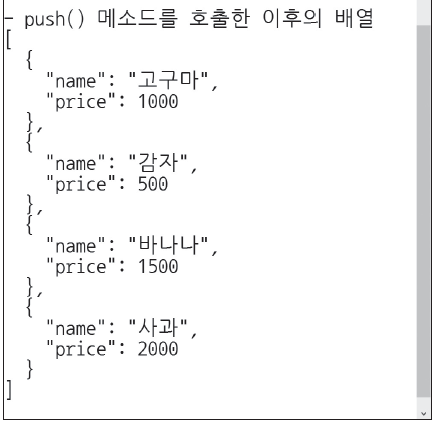 - push() 메소드를 호출한 이후의 배열
[
  {
    "name": "고구마",
    "price": 1000
  },
  {
    "name": "감자",
    "price": 500
  },
  {
    "name": "바나나",
    "price": 1500
  },
  {
    "name": "사과",
    "price": 2000
  }
]